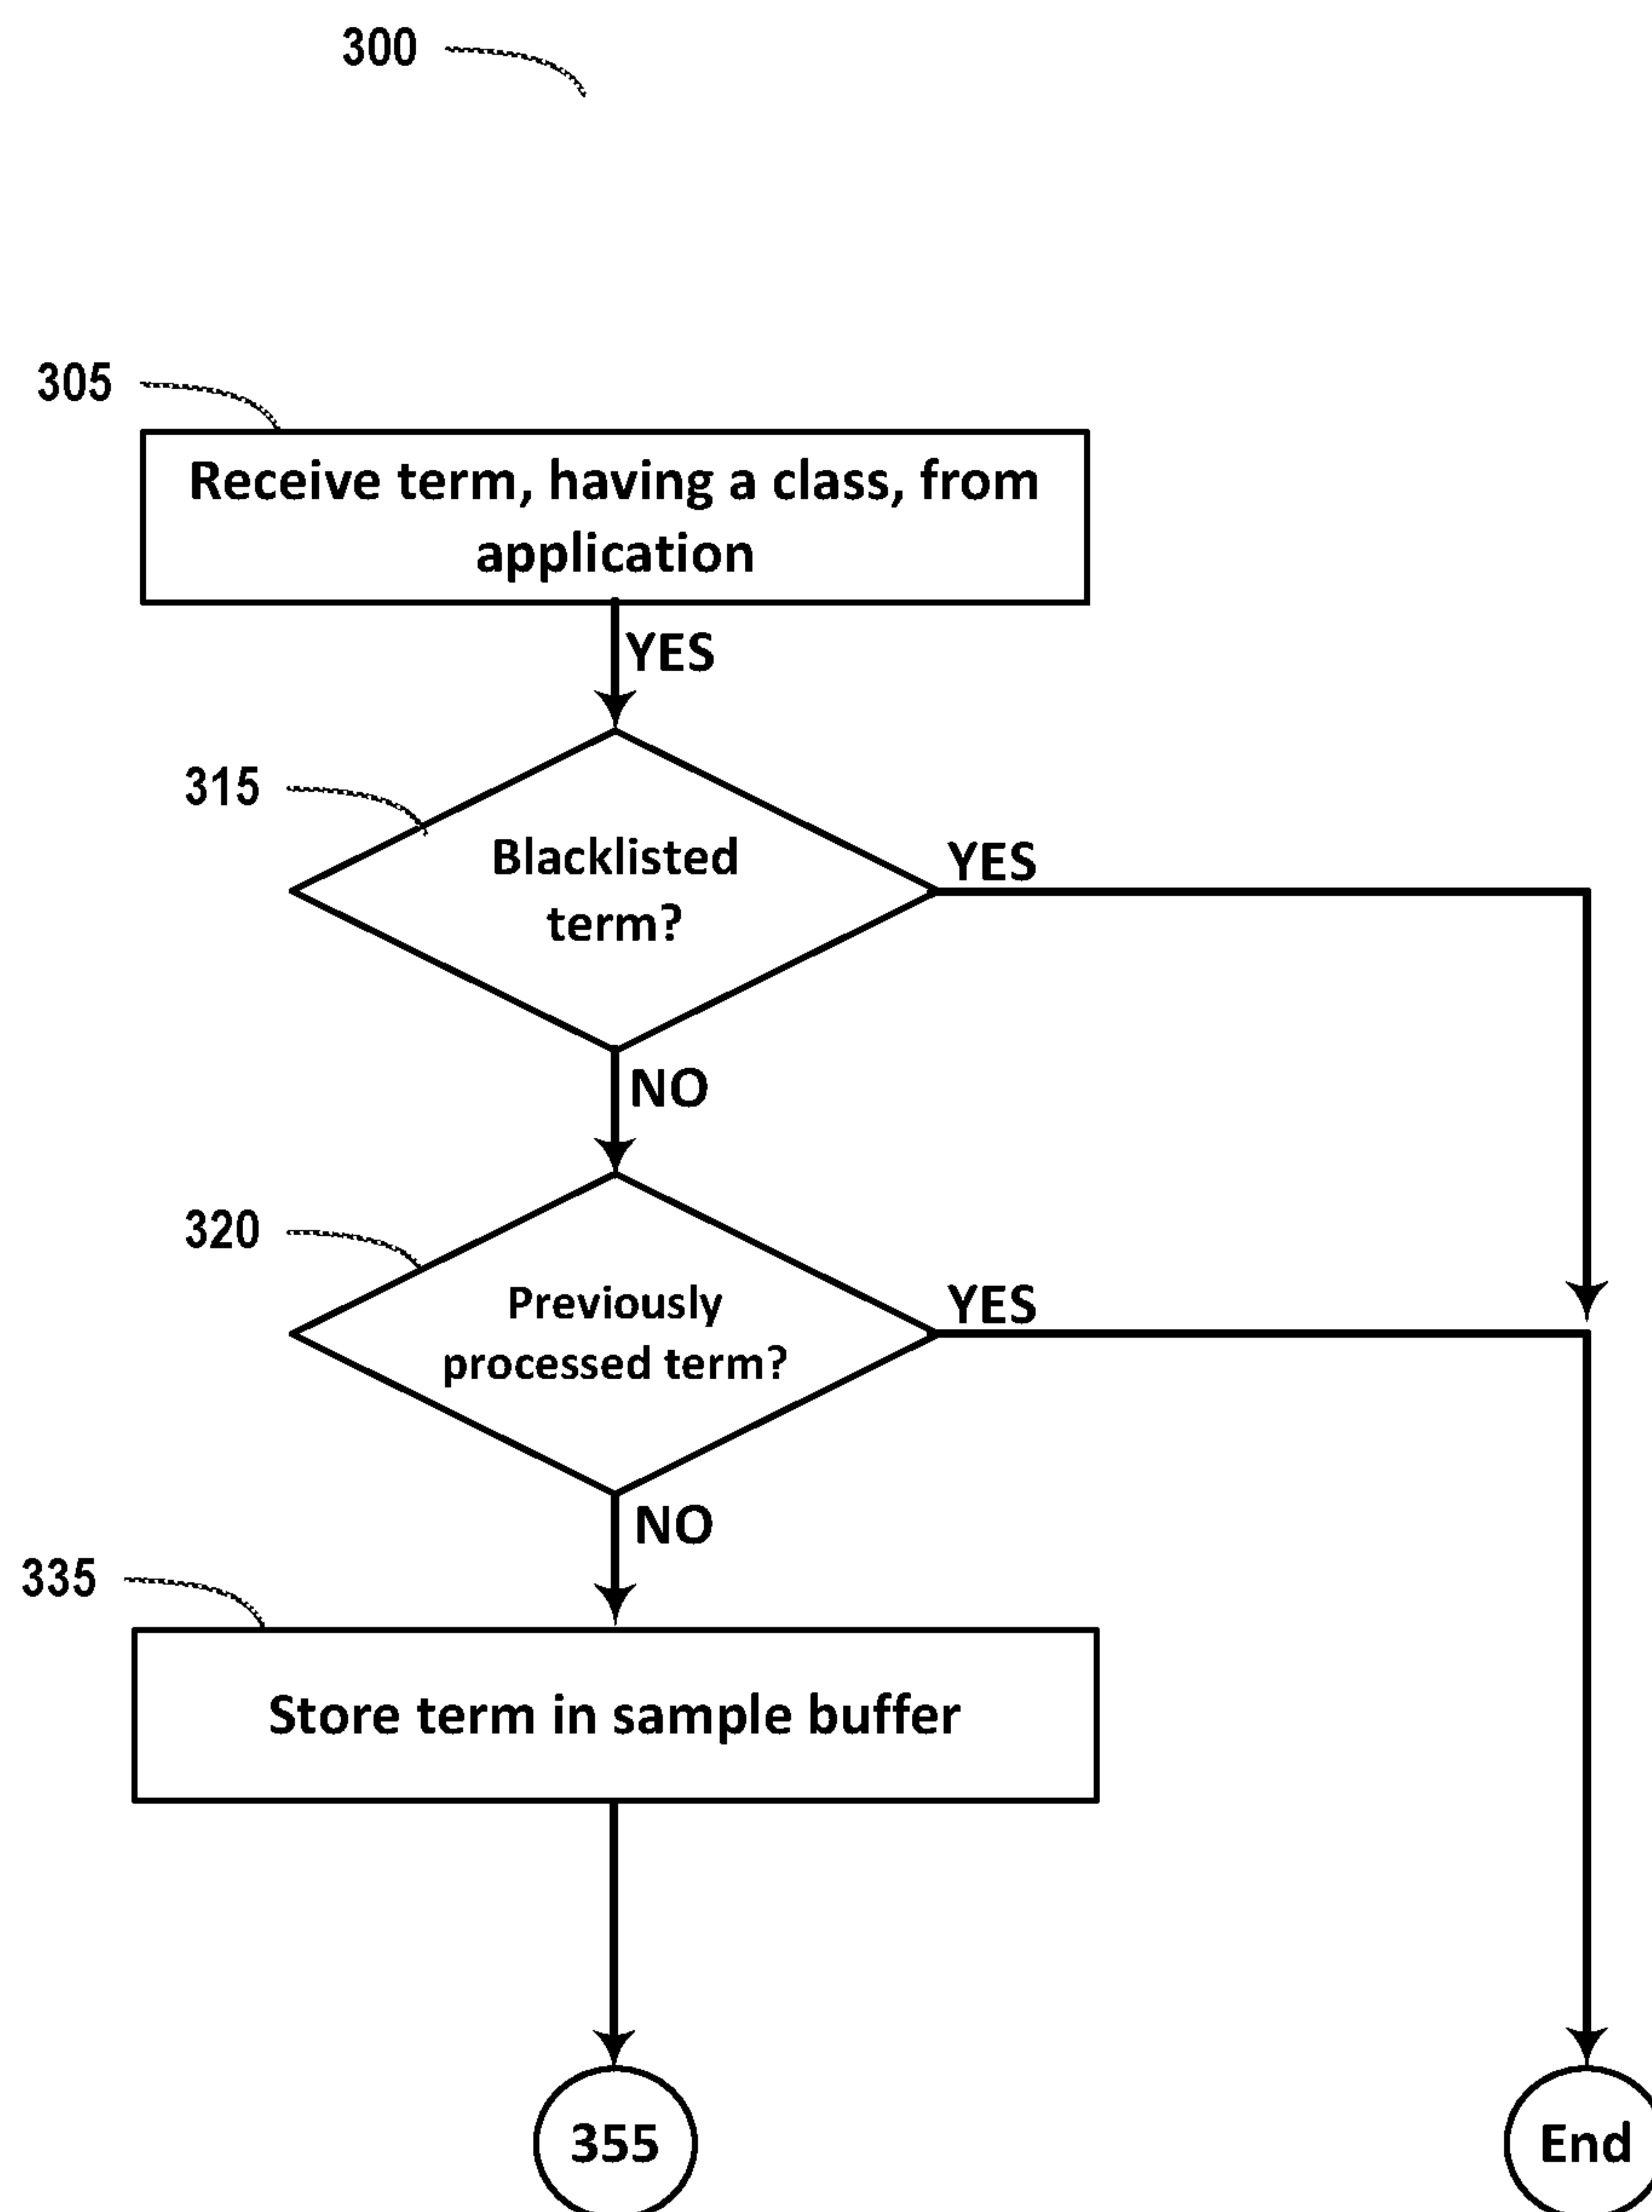 300
305
Receive term, having a class, from
application
YES
315
Blacklisted
term?
YES
NO
320
Previously
processed term?
YES
NO
335
Store term in sample buffer
355
End